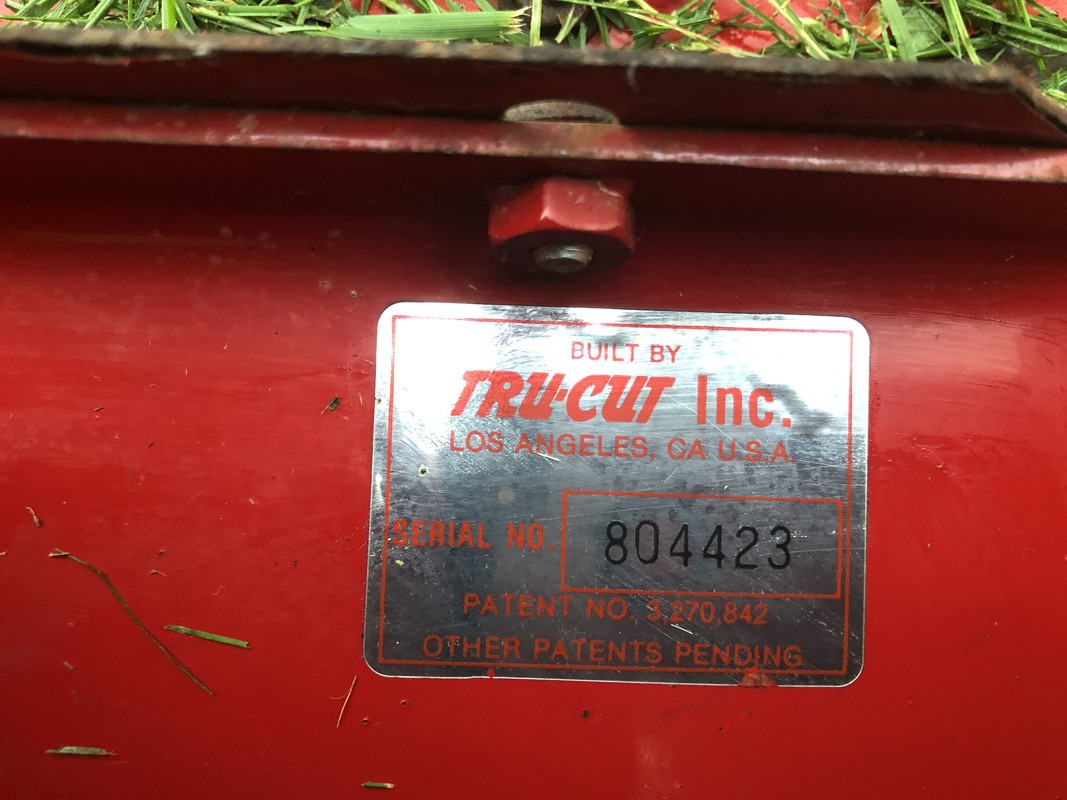 BUILT BY
TRU-CUT Inc.
LOS ANGELES, CA U.S.A.
SERIAL NO. 804423
PATENT NO. 3,270,842
OTHER PATENTS PENDING